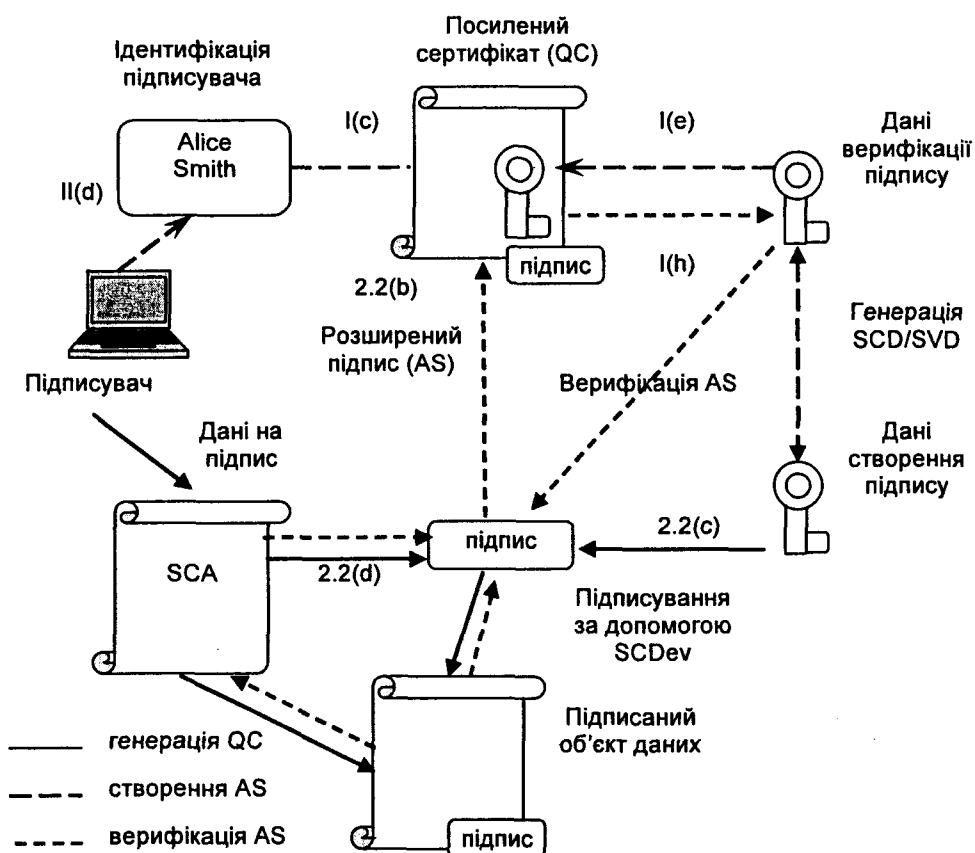 Ідентифікація
підписувача
Посилений
сертифікат (QC)
Alice
Smith
I(c)
I(e)
Дані
верифікації
підпису
II(d)
підпис
I(h)
2.2(b)
Розширений
підпис (AS)
Генерація
SCD/SVD
Підписувач
Верифікація AS
Дані на
підпис
Дані
створення
підпису
SCA
2.2(d)
підпис
2.2(c)
Підписування
за допомогою
SCDev
Підписаний
об'єкт даних
підпис
генерація QC
створення AS
верифікація AS